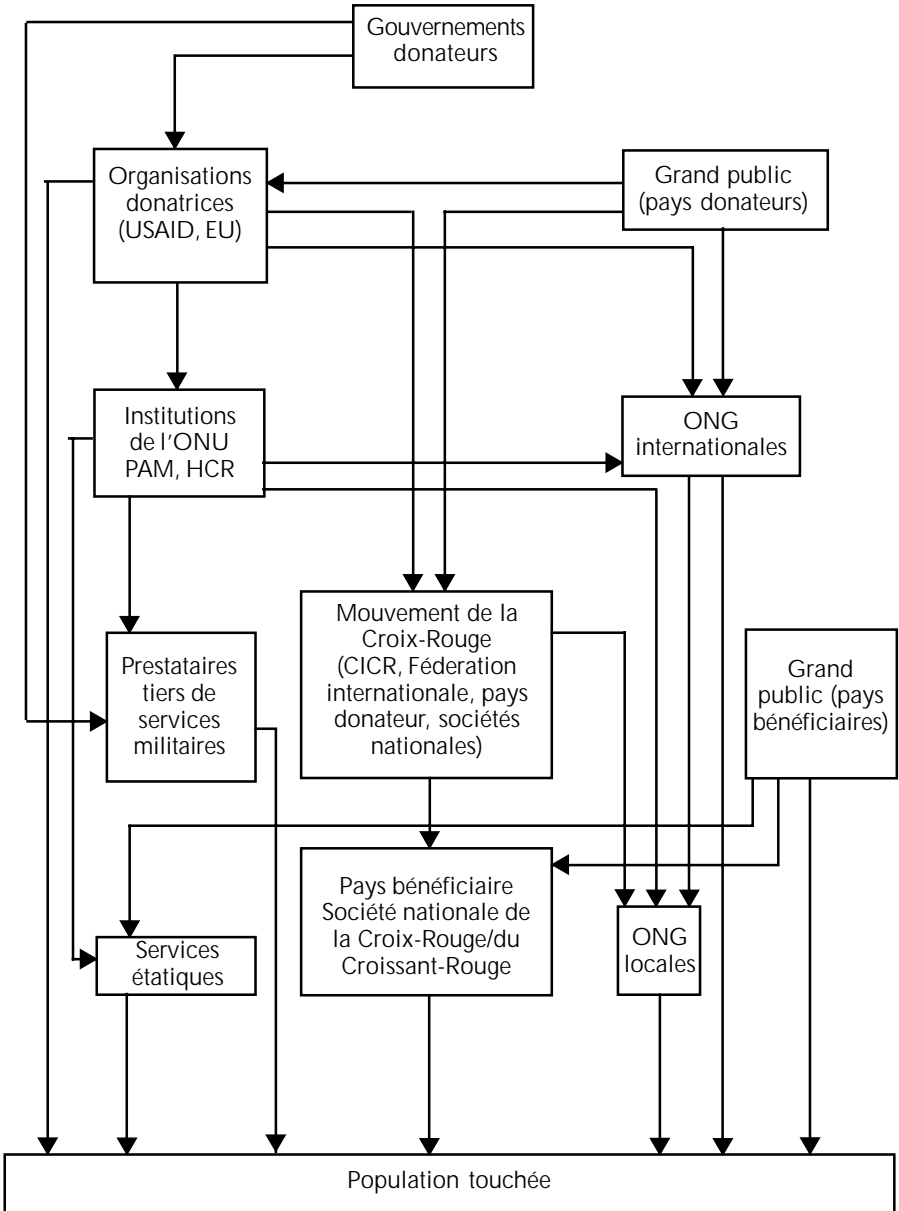 Gouvernements
donateurs
Organisations
donatrices
(USAID, EU)
Grand public
(pays donateurs)
Institutions
de l'ONU
PAM, HCR
ONG
internationales
Mouvement de la
Croix-Rouge
(CICR, Féderation
internationale, pays
donateur, sociétés
nationales)
Prestataires
tiers de
services
militaires
Grand
public (pays
bénéficiaires)
Pays bénéficiaire
Société nationale de
la Croix-Rouge/du
Croissant-Rouge
ONG
locales
Services
étatiques
Population touchée